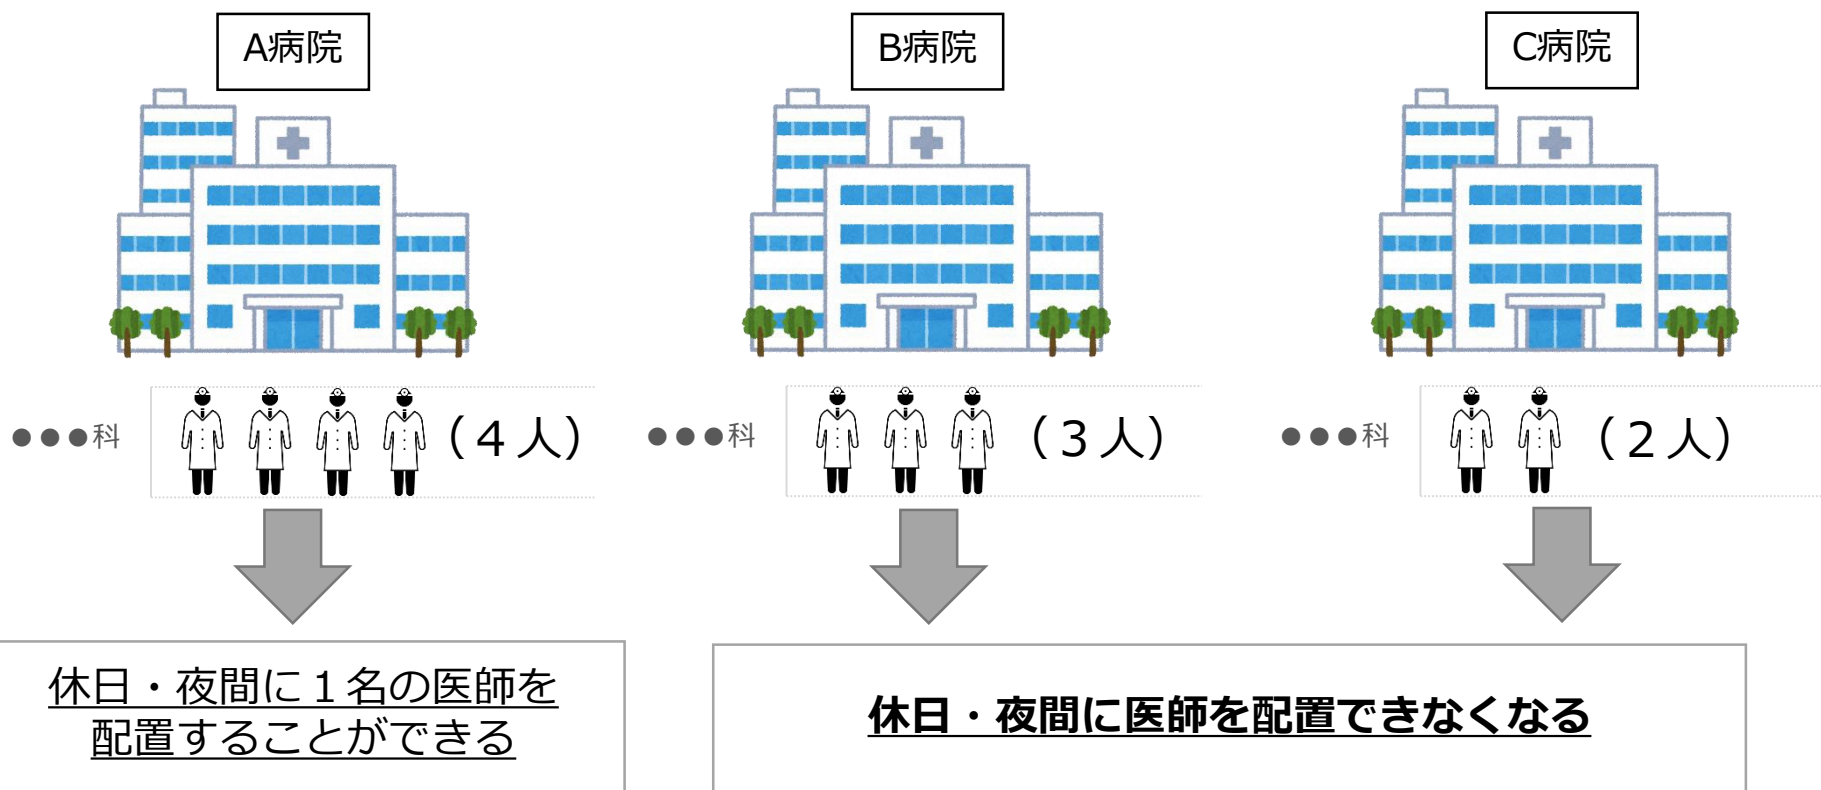 A病院
B病院
C病院
●●●科
（４人）
●●●科
（３人）
●●●科
（２人）
休日・夜間に１名の医師を
配置することができる
休日・夜間に医師を配置できなくなる